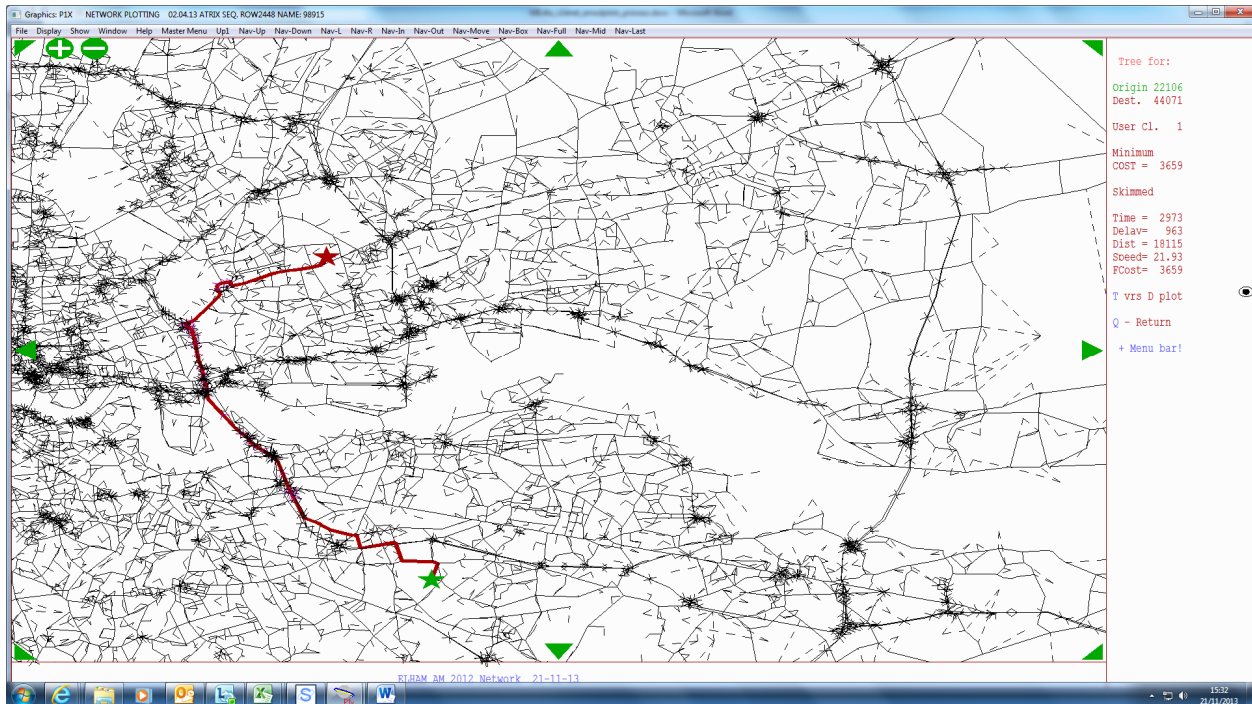 Graphics: P1X NETWORK PLOTTING 02.04.13 ATRIX SEQ. ROW2448 NAME: 98915
File Display Show Window Help Master Menu Up1 Nav-Up Nav-Down Nav-L Nav-R Nav-In Nav-Out Nav-Move Nav-Box Nav-Full Nav-Mid Nav-Last
Tree for:
Origin 22106
Dest. 44071
User Cl. 1
Minimum
COST = 3659
Skimmed
Time = 2973
Delay= 963
Dist = 18115
Speed= 21.93
FCost= 3659
T vrs D plot
Q - Return
+ Menu bar!
ELHAM AM 2012 Network 21-11-13
15:32
21/11/2013